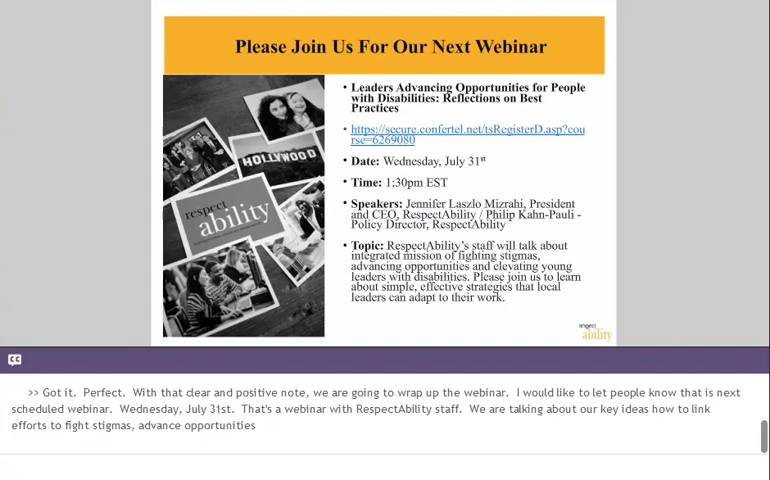 Please Join Us For Our Next Webinar
• Leaders Advancing Opportunities for People
with Disabilities: Reflections on Best
Practices
• https://secure.confertel.net/tsRegisterD.asp?cou
rse=6269080
• Date: Wednesday, July 31st
• Time: 1:30pm EST
• Speakers: Jennifer Laszlo Mizrahi, President
and CEO, RespectAbility / Philip Kahn-Pauli -
Policy Director, RespectAbility
• Topic: RespectAbility's staff will talk about
integrated mission of fighting stigmas,
advancing opportunities and elevating young
leaders with disabilities. Please join us to learn
about simple, effective strategies that local
leaders can adapt to their work.
HOLLYWOOD
respect
ability
respect
ability
CC
>> Got it. Perfect. With that clear and positive note, we are going to wrap up the webinar. I would like to let people know that is next
scheduled webinar. Wednesday, July 31st. That's a webinar with RespectAbility staff. We are talking about our key ideas how to link
efforts to fight stigmas, advance opportunities